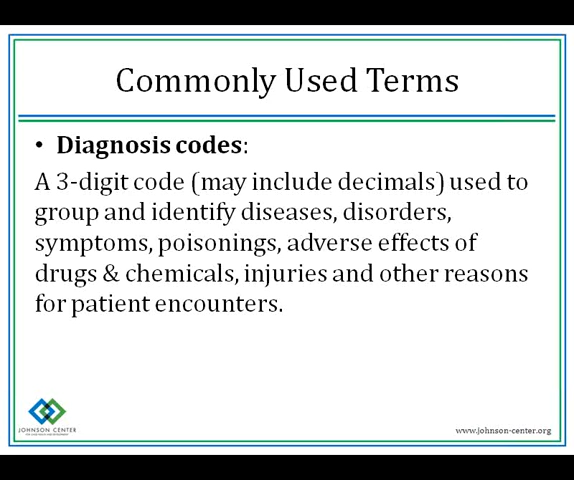 Commonly Used Terms
• Diagnosis codes:
A 3-digit code (may include decimals) used to
group and identify diseases, disorders,
symptoms, poisonings, adverse effects of
drugs & chemicals, injuries and other reasons
for patient encounters.
JOHNSON CENTER
www.johnson-center.org